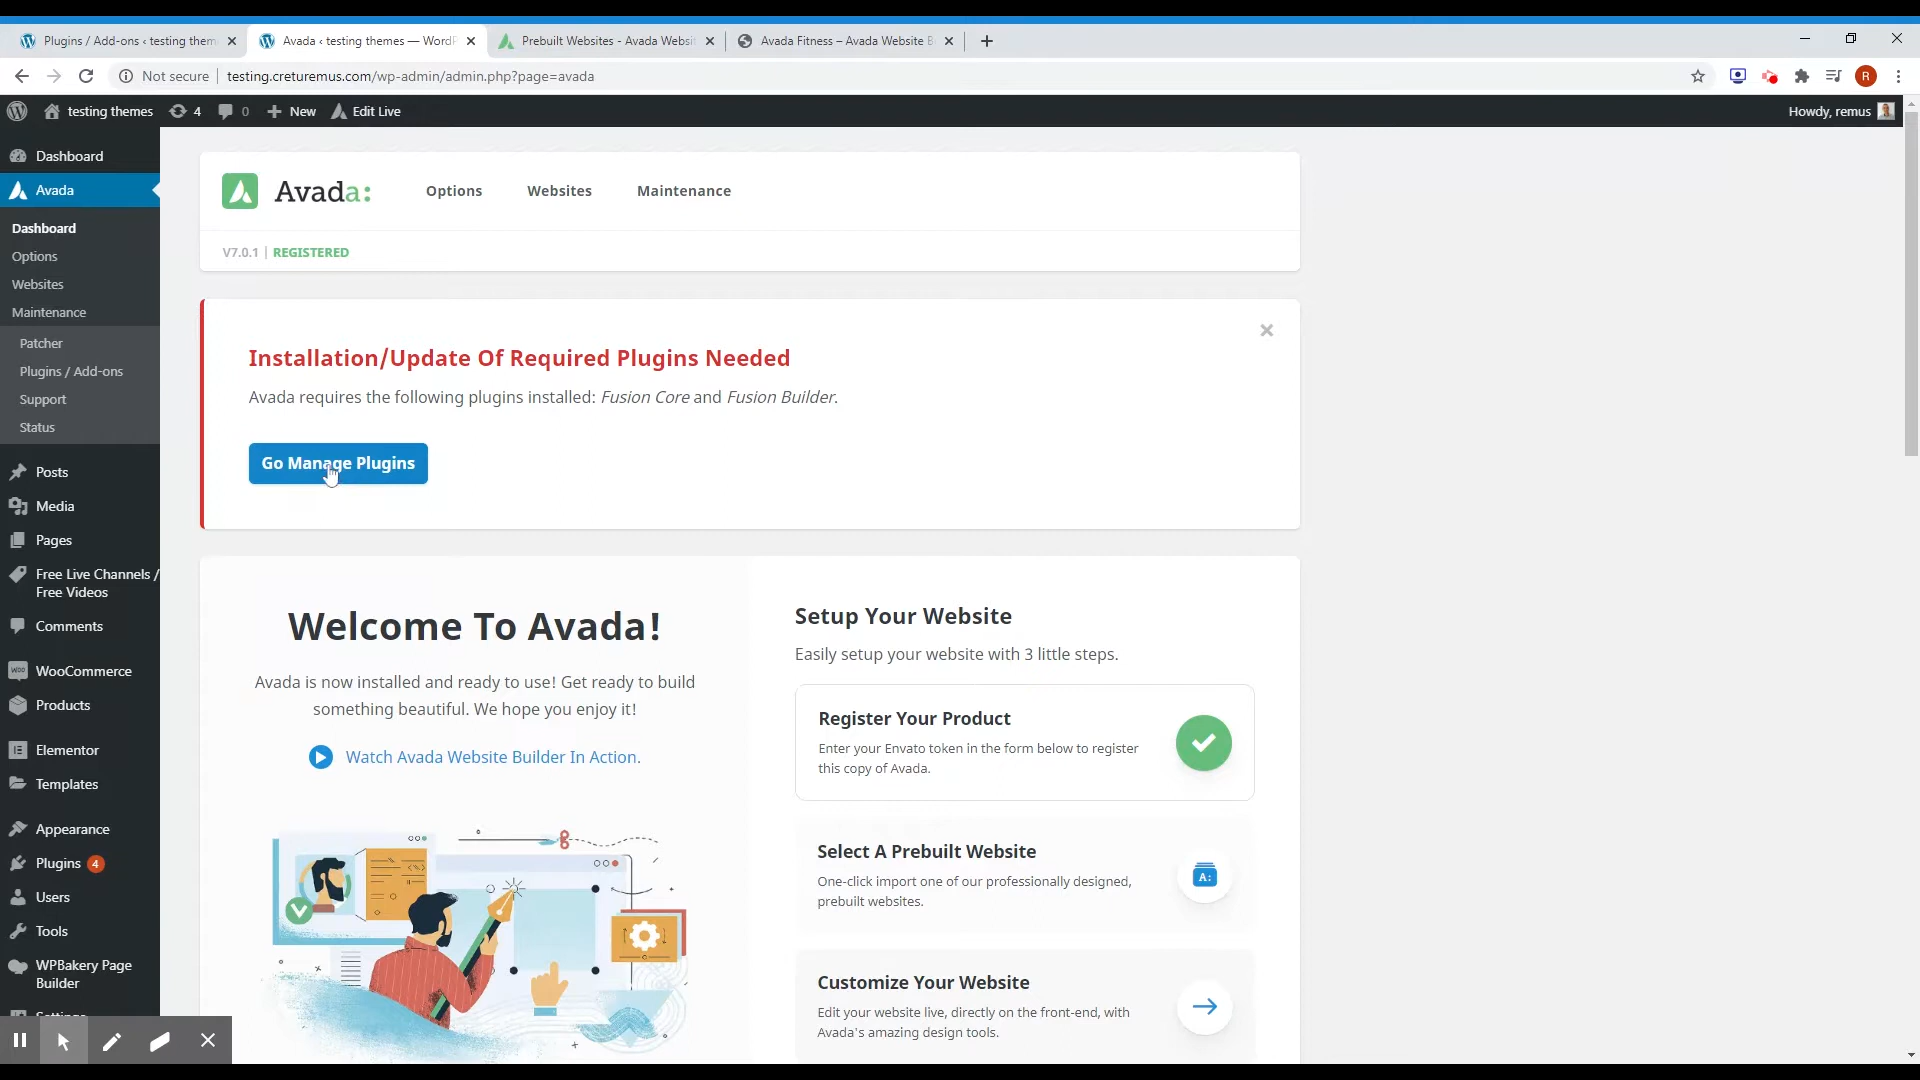 Plugins / Add-ons ‹ testing them
Avada ‹ testing themes — WordP
Prebuilt Websites - Avada Websit
Avada Fitness – Avada Website B
Not secure
testing.creturemus.com/wp-admin/admin.php?page=avada
R
testing themes
4
0
New
Edit Live
Howdy, remus
Dashboard
Avada
Dashboard
Options
Websites
Maintenance
Patcher
Plugins / Add-ons
Support
Status
Posts
Media
Pages
Free Live Channels /
Free Videos
Comments
WooCommerce
Products
Elementor
Templates
Appearance
Plugins 4
Users
Tools
WPBakery Page
Builder
Settings
Avada:
Options
Websites
Maintenance
V7.0.1 | REGISTERED
Installation/Update Of Required Plugins Needed
Avada requires the following plugins installed: Fusion Core and Fusion Builder.
Go Manage Plugins
Welcome To Avada!
Avada is now installed and ready to use! Get ready to build
something beautiful. We hope you enjoy it!
Watch Avada Website Builder In Action.
Setup Your Website
Easily setup your website with 3 little steps.
Register Your Product
Enter your Envato token in the form below to register
this copy of Avada.
Select A Prebuilt Website
One-click import one of our professionally designed,
prebuilt websites.
A:
Customize Your Website
Edit your website live, directly on the front-end, with
Avada's amazing design tools.